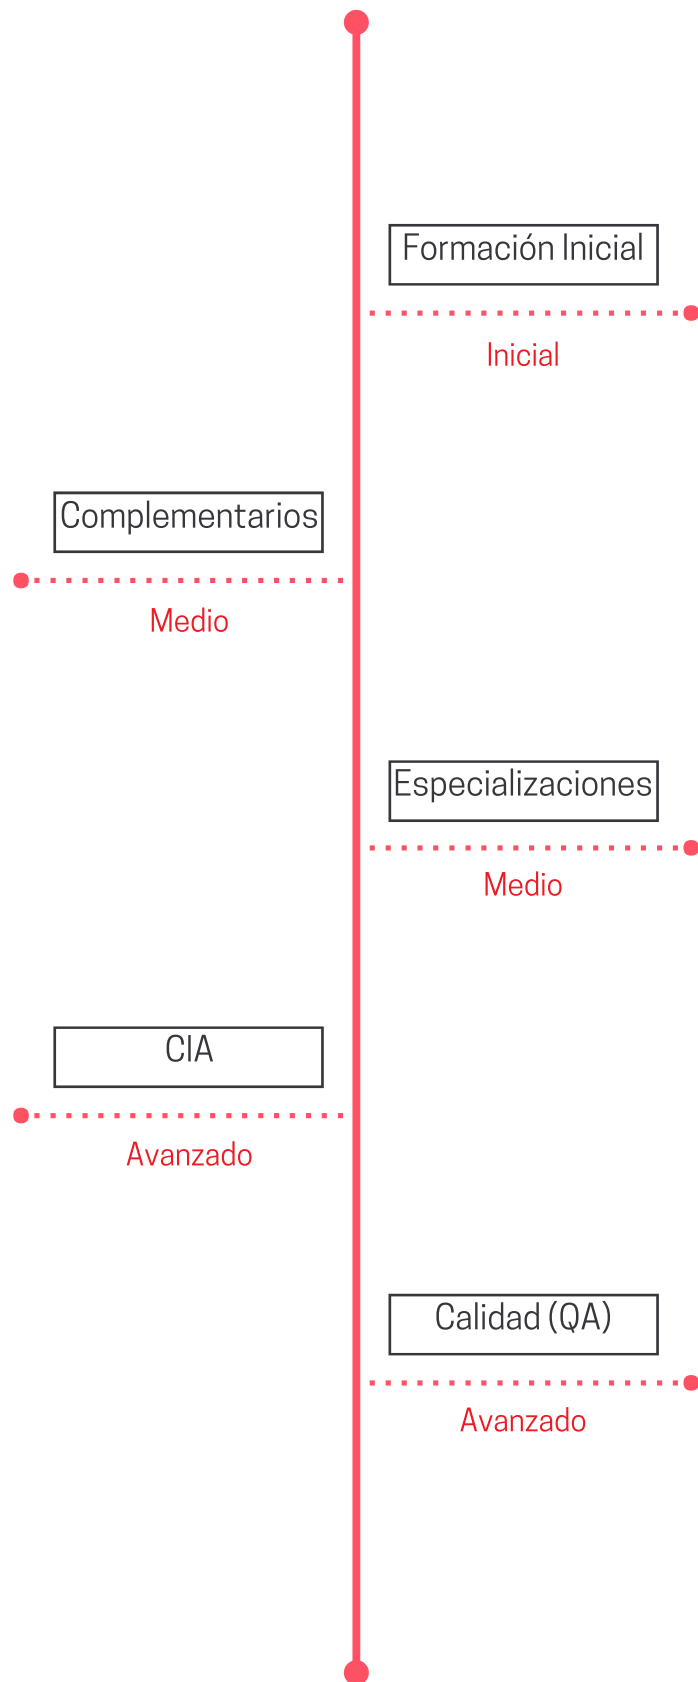 Formación Inicial
Inicial
Complementarios
Medio
Especializaciones
Medio
CIA
Avanzado
Calidad (QA)
Avanzado